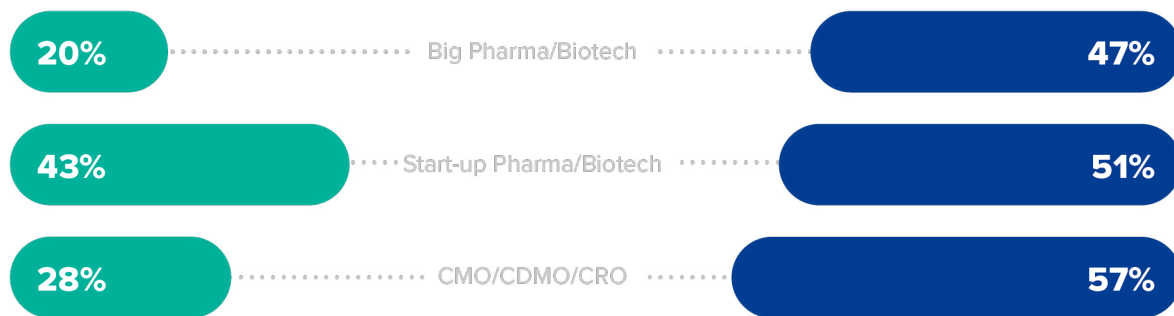 20% Big Pharma/Biotech 47%
43% Start-up Pharma/Biotech 51%
28% CMO/CDMO/CRO 57%